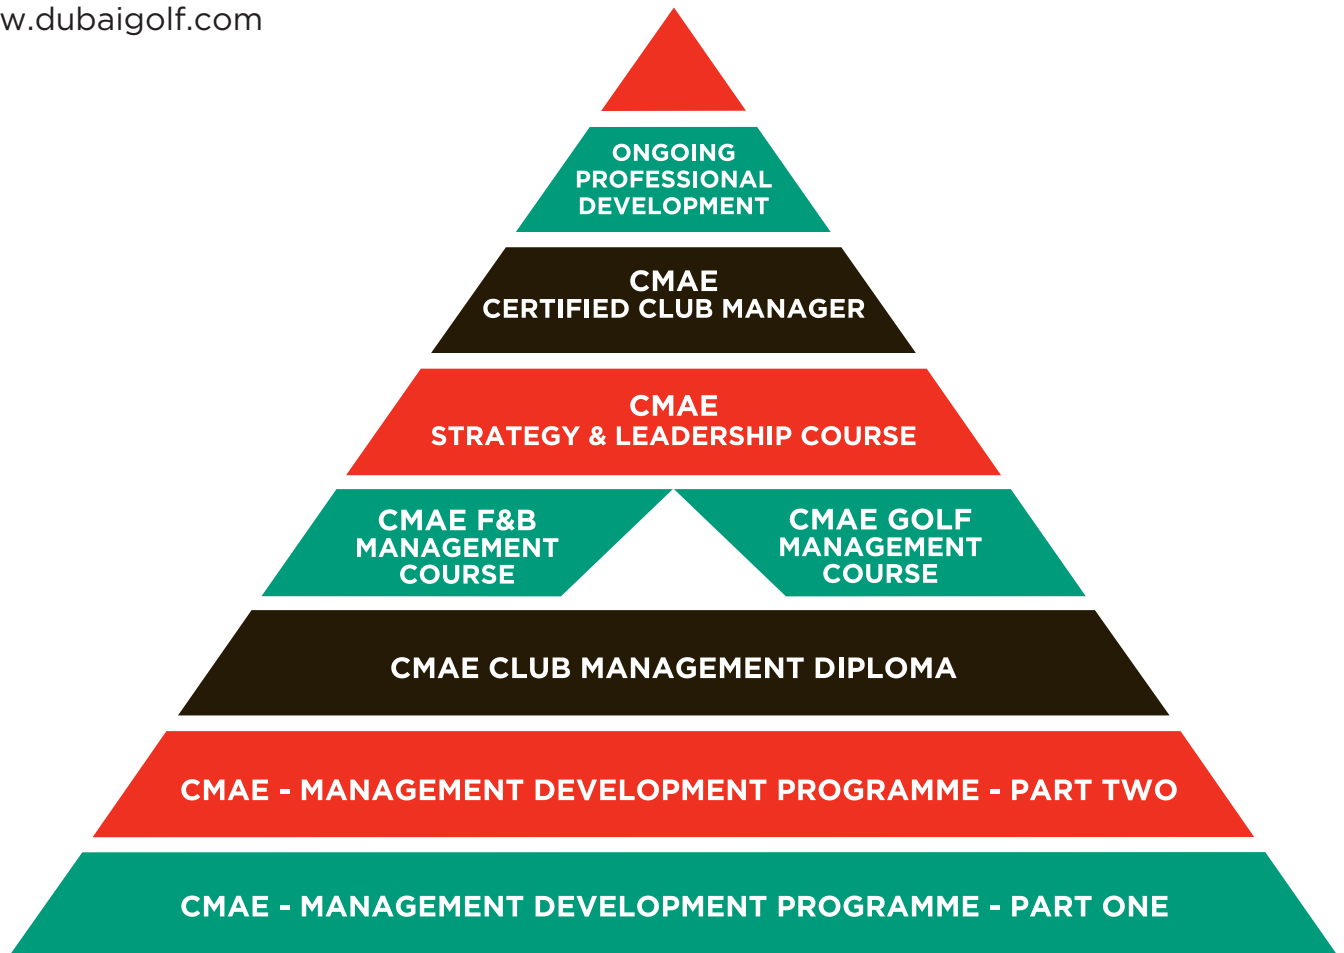 w.dubaigolf.com
ONGOING
PROFESSIONAL
DEVELOPMENT
CMAE
CERTIFIED CLUB MANAGER
CMAE
STRATEGY & LEADERSHIP COURSE
CMAE F&B
MANAGEMENT
COURSE
CMAE GOLF
MANAGEMENT
COURSE
CMAE CLUB MANAGEMENT DIPLOMA
CMAE - MANAGEMENT DEVELOPMENT PROGRAMME - PART TWO
CMAE - MANAGEMENT DEVELOPMENT PROGRAMME - PART ONE